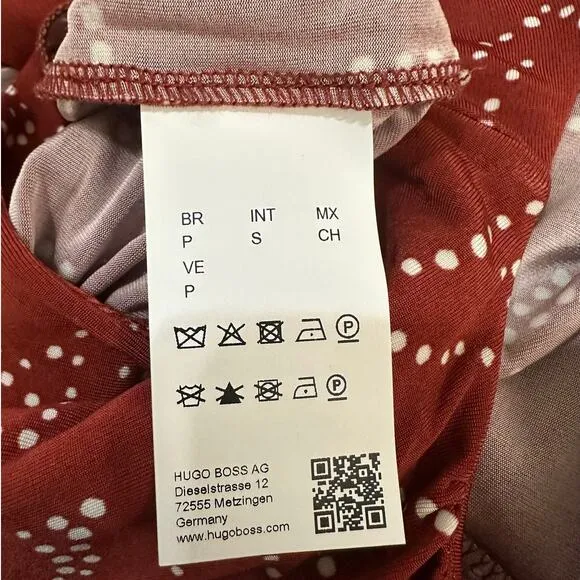 BR INT MX
P S CH
VE
P
P
P
HUGO BOSS AG
Dieselstrasse 12
72555 Metzingen
Germany
www.hugoboss.com